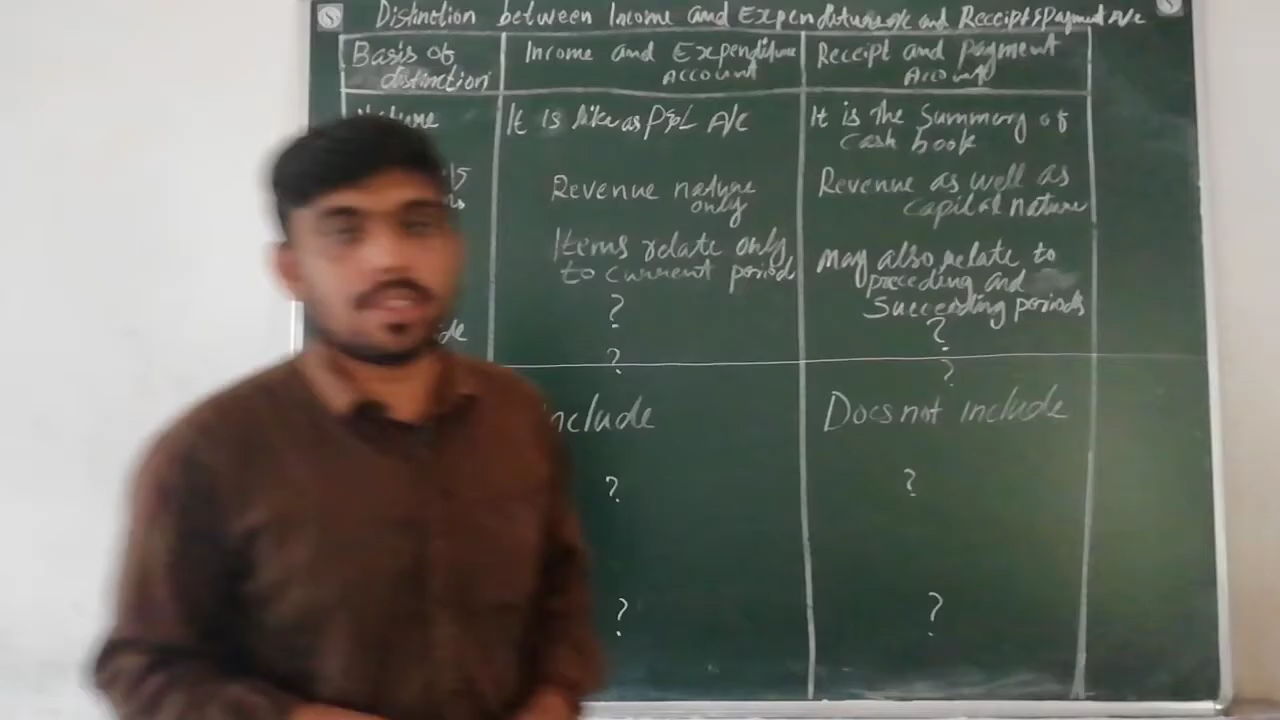 Distinction between Income and Expenditure a/c and Receipt & Payment A/c
Basis of
distinction
Income and Expenditure
Account
Receipt and payment
Account
Nature
It is like as P&L A/c
It is the Summary of
cash book
Revenue nature
only
Revenue as well as
capital nature
Items relate only
to current period
may also relate to
preceding and
Succeeding periods
?
?
?
?
include
Does not include
?
?
?
?